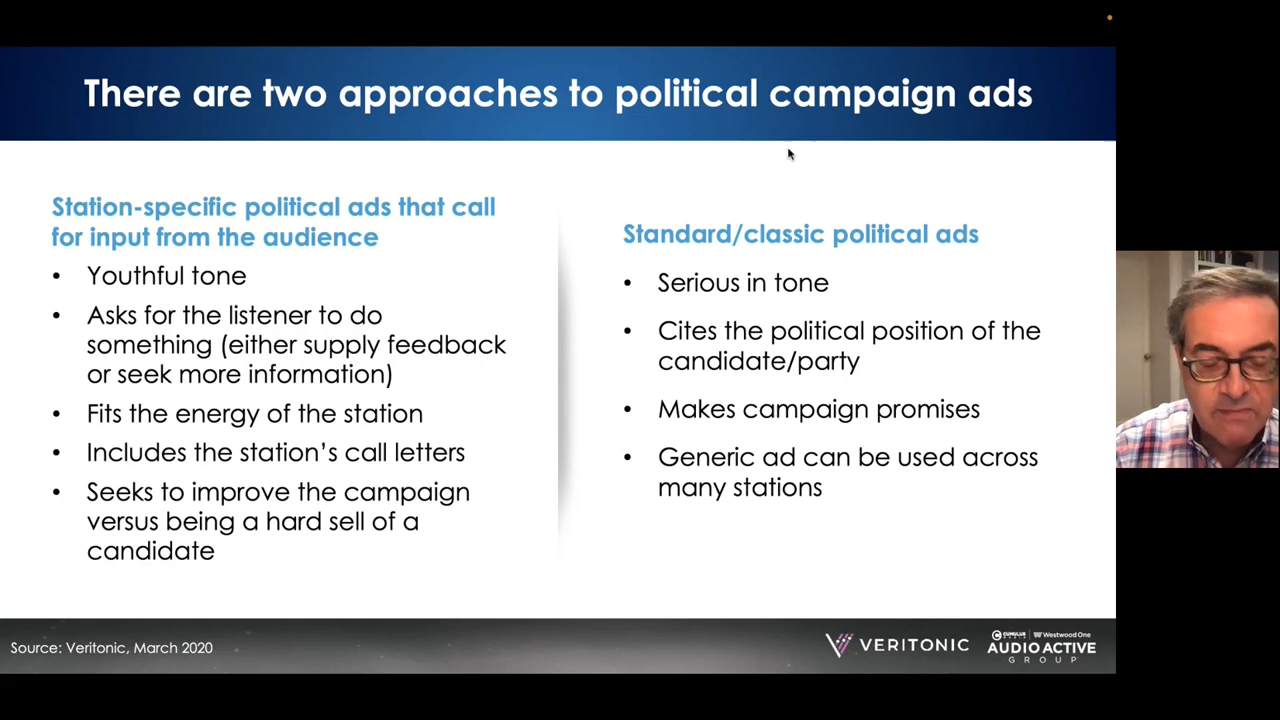 There are two approaches to political campaign ads
Station-specific political ads that call
for input from the audience
• Youthful tone
• Asks for the listener to do
something (either supply feedback
or seek more information)
• Fits the energy of the station
• Includes the station's call letters
• Seeks to improve the campaign
versus being a hard sell of a
candidate
Standard/classic political ads
• Serious in tone
• Cites the political position of the
candidate/party
• Makes campaign promises
• Generic ad can be used across
many stations
Source: Veritonic, March 2020
VERITONIC
CUMULUS MEDIA | Westwood One
AUDIO ACTIVE
GROUP